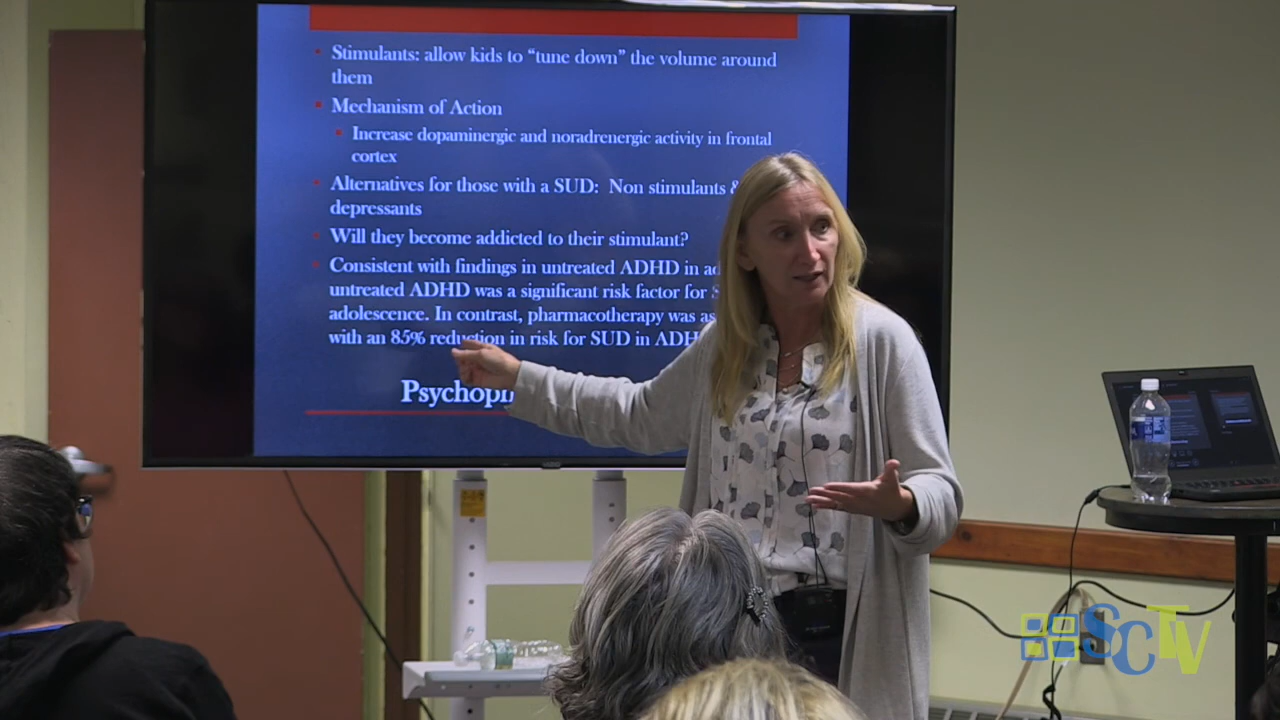 Stimulants: allow kids to “tune down” the volume around
them
Mechanism of Action
Increase dopaminergic and noradrenergic activity in frontal
cortex
Alternatives for those with a SUD: Non stimulants &
depressants
Will they become addicted to their stimulant?
Consistent with findings in untreated ADHD in
untreated ADHD was a significant risk factor for
adolescence. In contrast, pharmacotherapy was
with an 85% reduction in risk for SUD in
SCTV